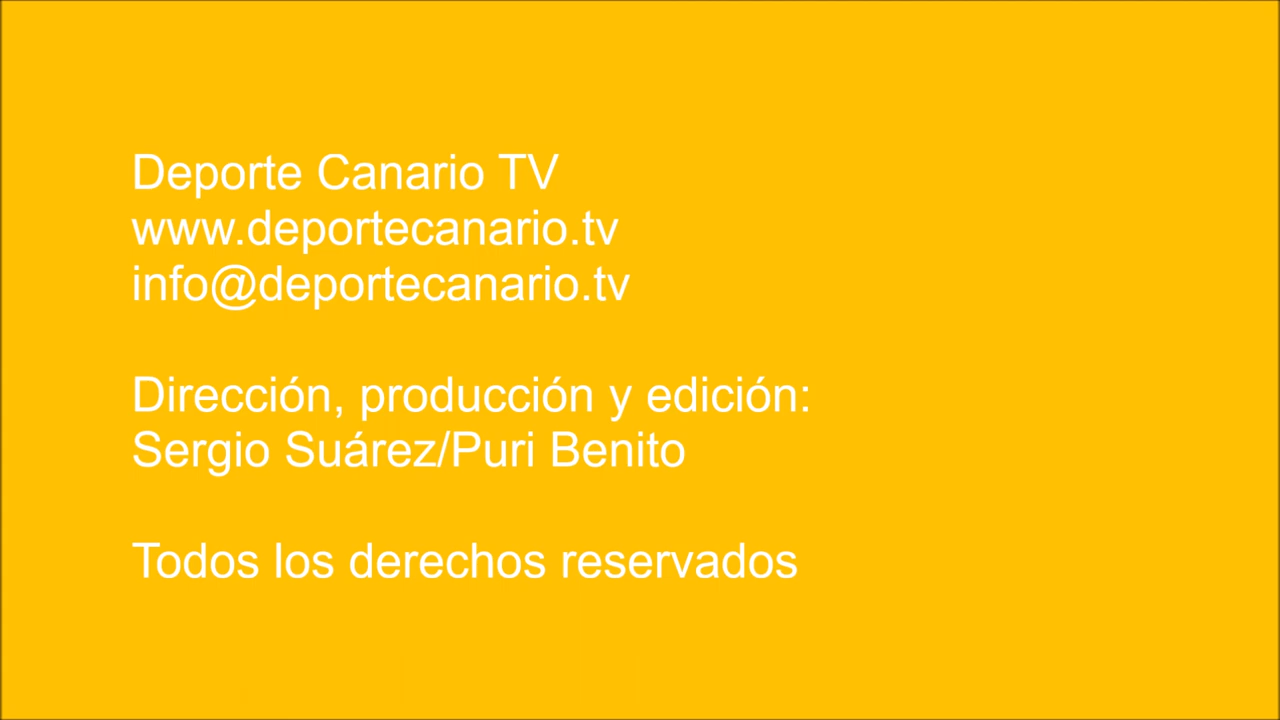 Deporte Canario TV
www.deportecanario.tv
info@deportecanario.tv
Dirección, producción y edición:
Sergio Suárez/Puri Benito
Todos los derechos reservados